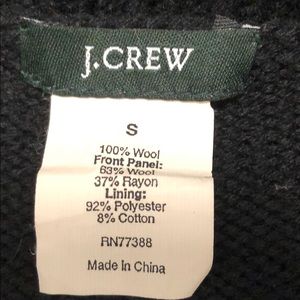 J.CREW
S
100% Wool
Front Panel:
63% Wool
37% Rayon
Lining:
92% Polyester
8% Cotton
RN77388
Made In China